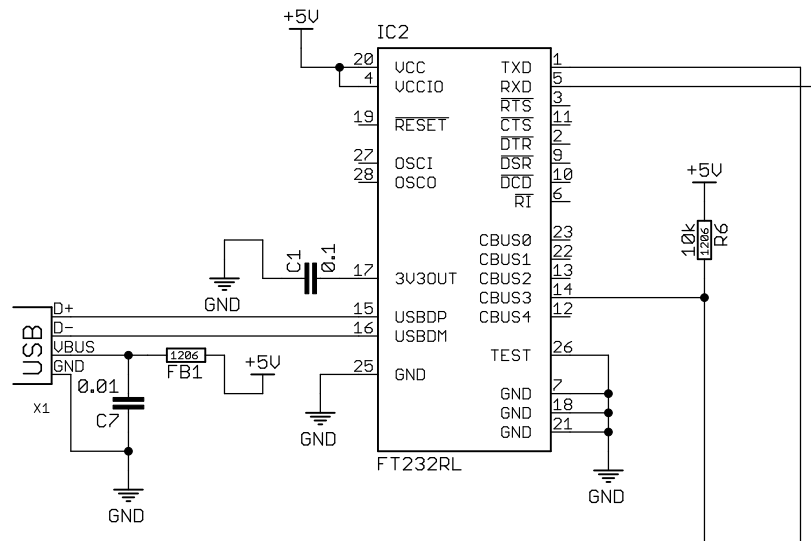 +5V
IC2
20 VCC TXD 1
4 VCCIO RXD 5
RTS 3
19 RESET CTS 11
DTR 2
27 OSCI DSR 9
28 OSCO DCD 10
RI 6
+5V
10k 1206 R6
CBUS0 23
CBUS1 22
C1 0.1 17 3V3OUT CBUS2 13
GND
CBUS3 14
D+ 15 USBDP CBUS4 12
D- 16 USBDM
USB
VBUS 1206 TEST 26
GND FB1 +5V 25 GND
0.01 GND 7
X1 C7 GND 18
GND GND 21
FT232RL
GND GND